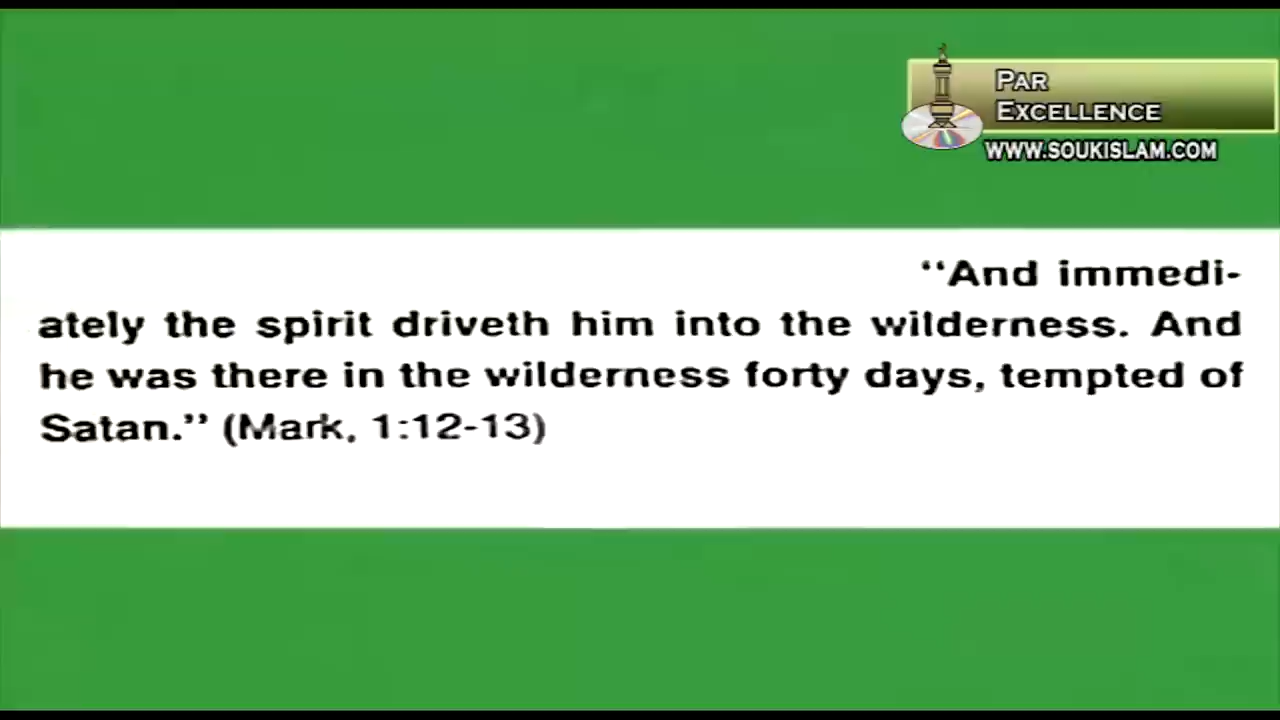 PAR
EXCELLENCE
WWW.SOUKISLAM.COM
“And immedi-
ately the spirit driveth him into the wilderness. And
he was there in the wilderness forty days, tempted of
Satan.” (Mark, 1:12-13)